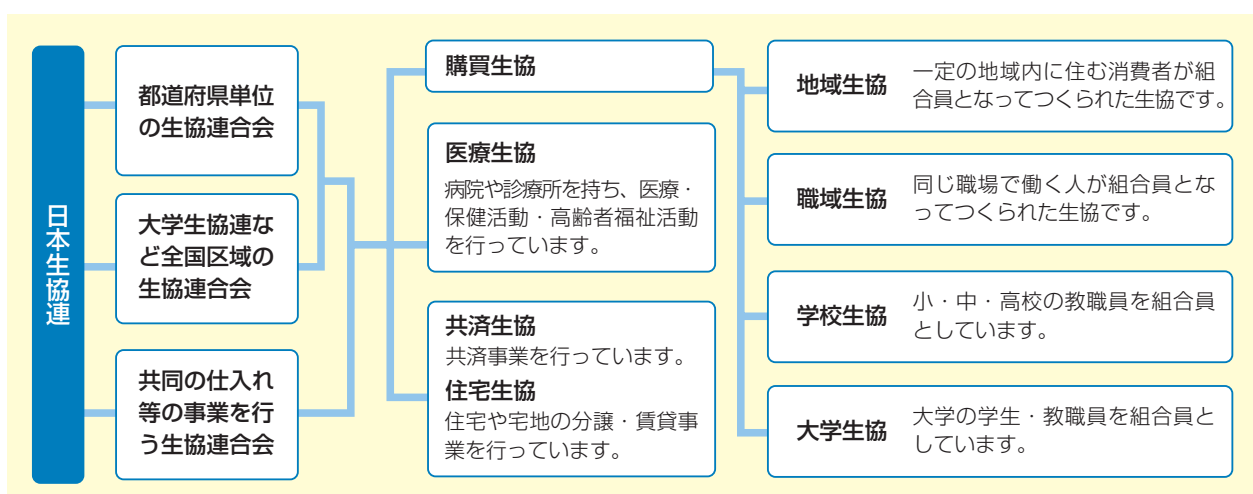 日本生協連
都道府県単位
の生協連合会
大学生協連な
ど全国区域の
生協連合会
共同の仕入れ
等の事業を行
う生協連合会
購買生協
医療生協
病院や診療所を持ち、医療・
保健活動・高齢者福祉活動
を行っています。
共済生協
共済事業を行っています。
住宅生協
住宅や宅地の分譲・賃貸事
業を行っています。
地域生協
一定の地域内に住む消費者が組
合員となってつくられた生協です。
職域生協
同じ職場で働く人が組合員とな
ってつくられた生協です。
学校生協
小・中・高校の教職員を組合員
としています。
大学生協
大学の学生・教職員を組合員と
しています。